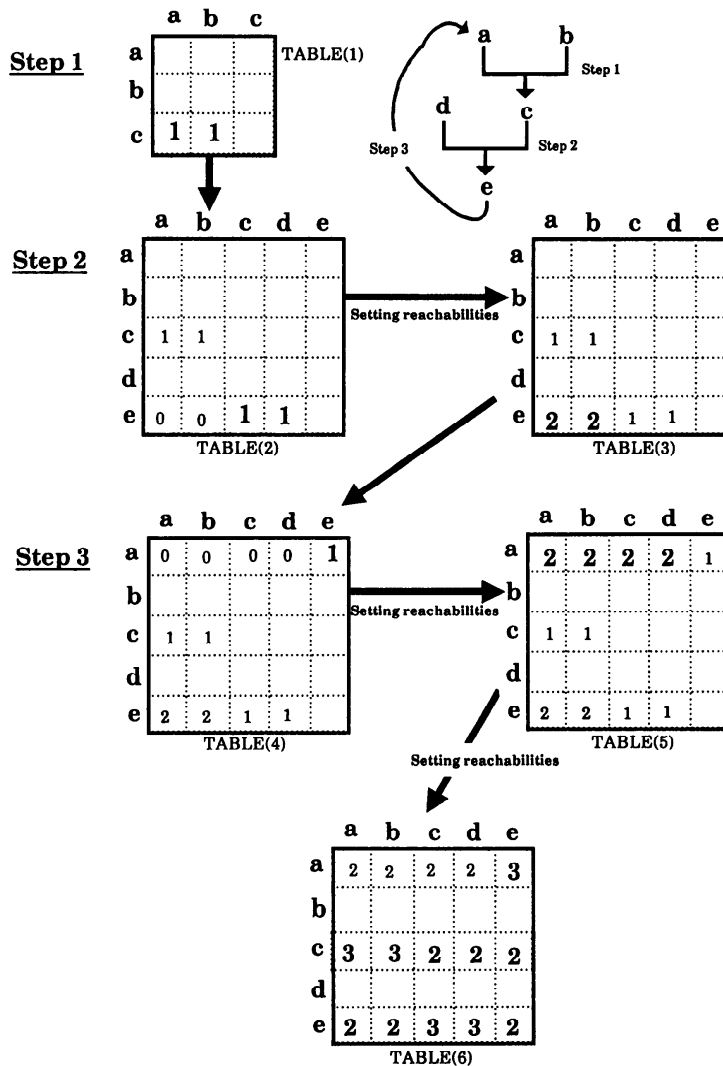 Step 1
a b c
a
b
c 1 1
TABLE(1)
a b
Step 1
d c
Step 3
Step 2
e
Step 2
a b c d e
a
b
c 1 1
d
e 0 0 1 1
TABLE(2)
Setting reachabilities
a b c d e
a
b
c 1 1
d
e 2 2 1 1
TABLE(3)
Step 3
a b c d e
a 0 0 0 0 1
b
c 1 1
d
e 2 2 1 1
TABLE(4)
Setting reachabilities
a b c d e
a 2 2 2 2 1
b
c 1 1
d
e 2 2 1 1
TABLE(5)
Setting reachabilities
a b c d e
a 2 2 2 2 3
b
c 3 3 2 2 2
d
e 2 2 3 3 2
TABLE(6)